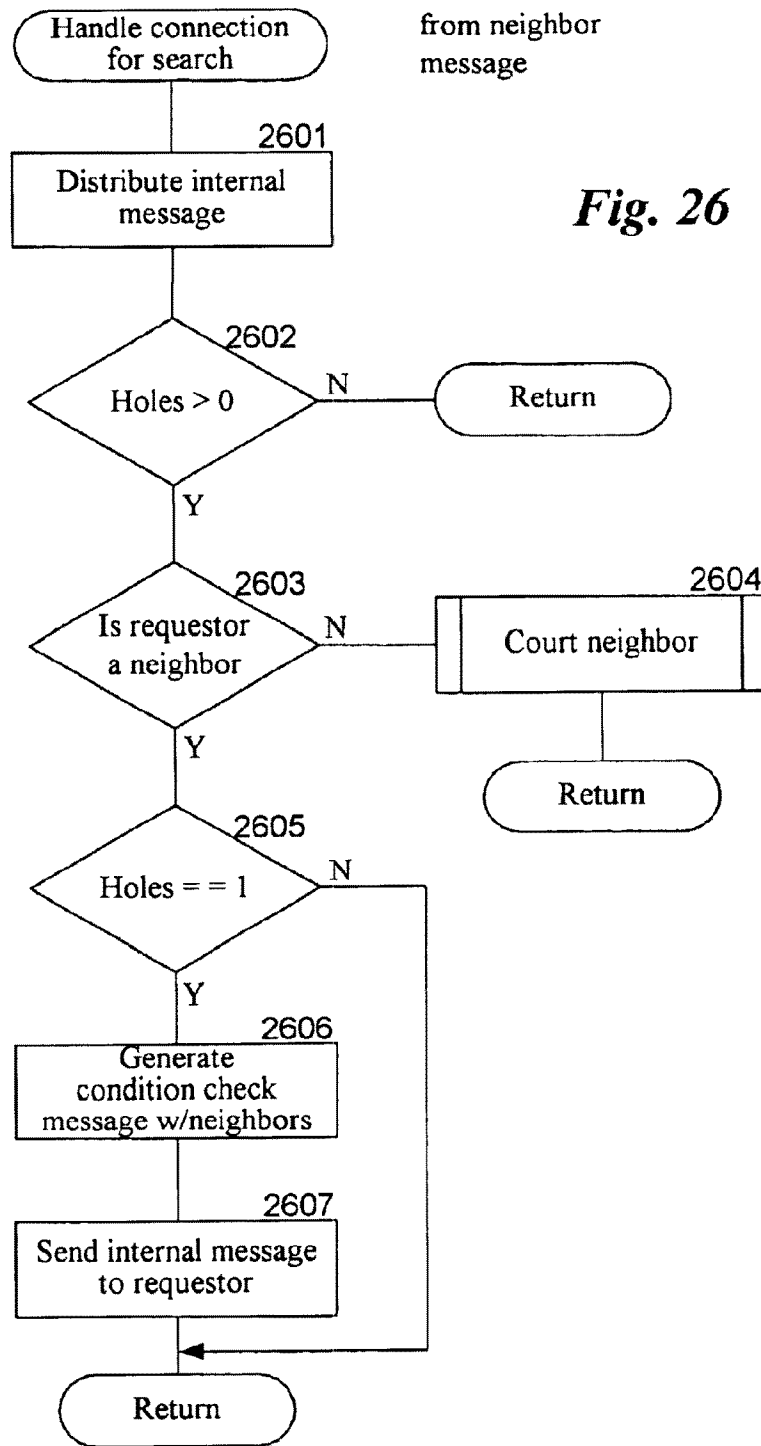 Handle connection
for search
from neighbor
message
2601
Distribute internal
message
Fig. 26
2602
Holes > 0
N
Return
Y
2603
Is requestor
a neighbor
N
2604
Court neighbor
Y
Return
2605
Holes = = 1
N
Y
2606
Generate
condition check
message w/neighbors
2607
Send internal message
to requestor
Return